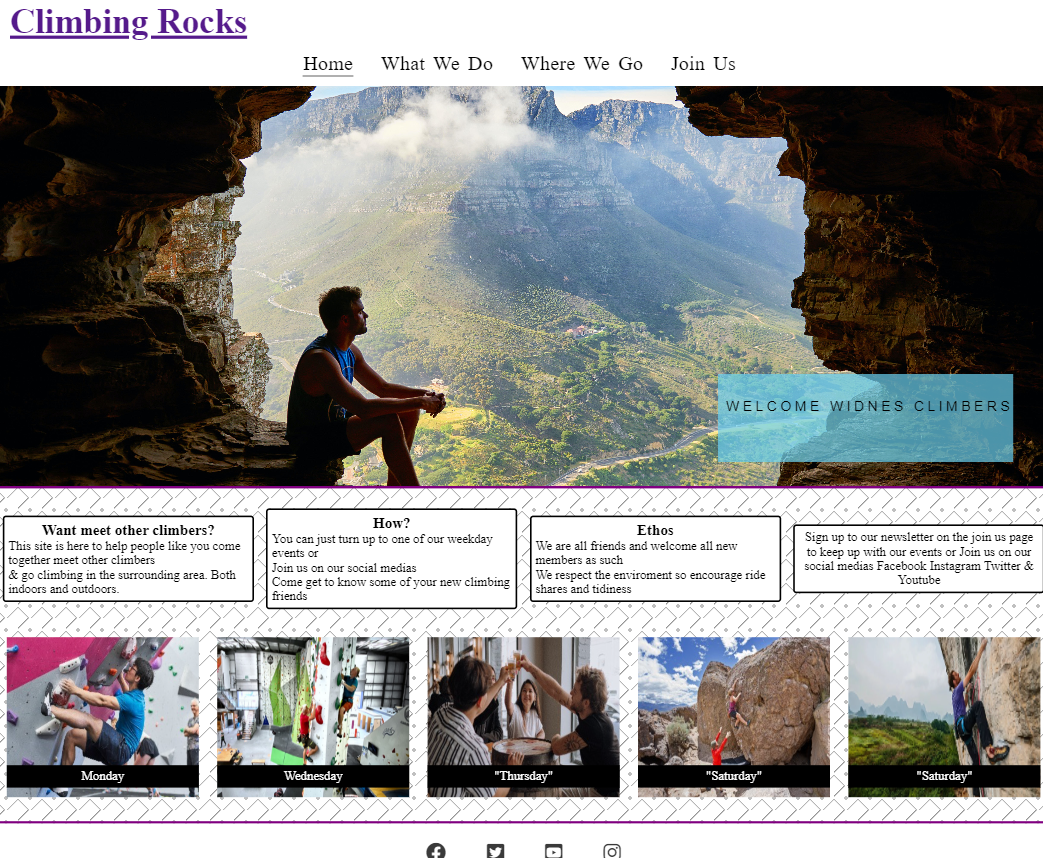 Climbing Rocks
Home What We Do Where We Go Join Us
WELCOME WIDNES CLIMBERS
Want meet other climbers?
This site is here to help people like you come
together meet other climbers
& go climbing in the surrounding area. Both
indoors and outdoors.
How?
You can just turn up to one of our weekday
events or
Join us on our social medias
Come get to know some of your new climbing
friends
Ethos
We are all friends and welcome all new
members as such
We respect the enviroment so encourage ride
shares and tidiness
Sign up to our newsletter on the join us page
to keep up with our events or Join us on our
social medias Facebook Instagram Twitter &
Youtube
Monday
Wednesday
"Thursday"
"Saturday"
"Saturday"